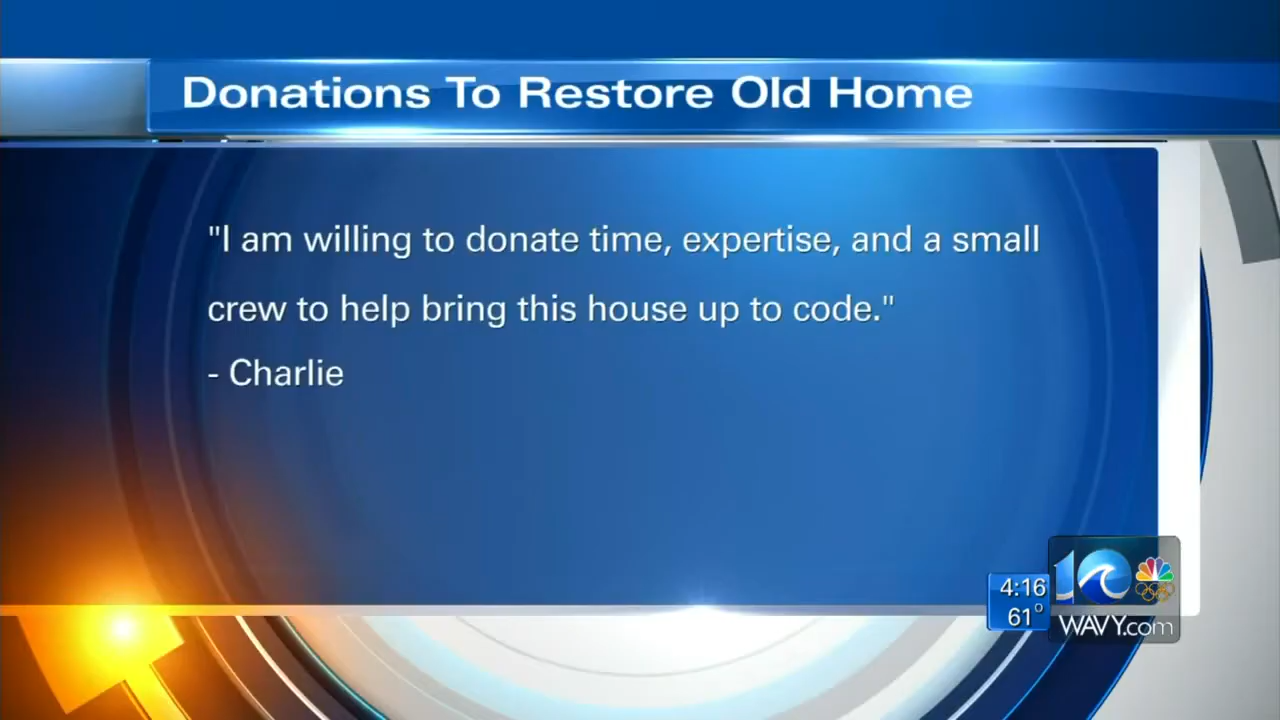 Donations To Restore Old Home
"I am willing to donate time, expertise, and a small
crew to help bring this house up to code."
- Charlie
4:16
61°
10
WAVY.com